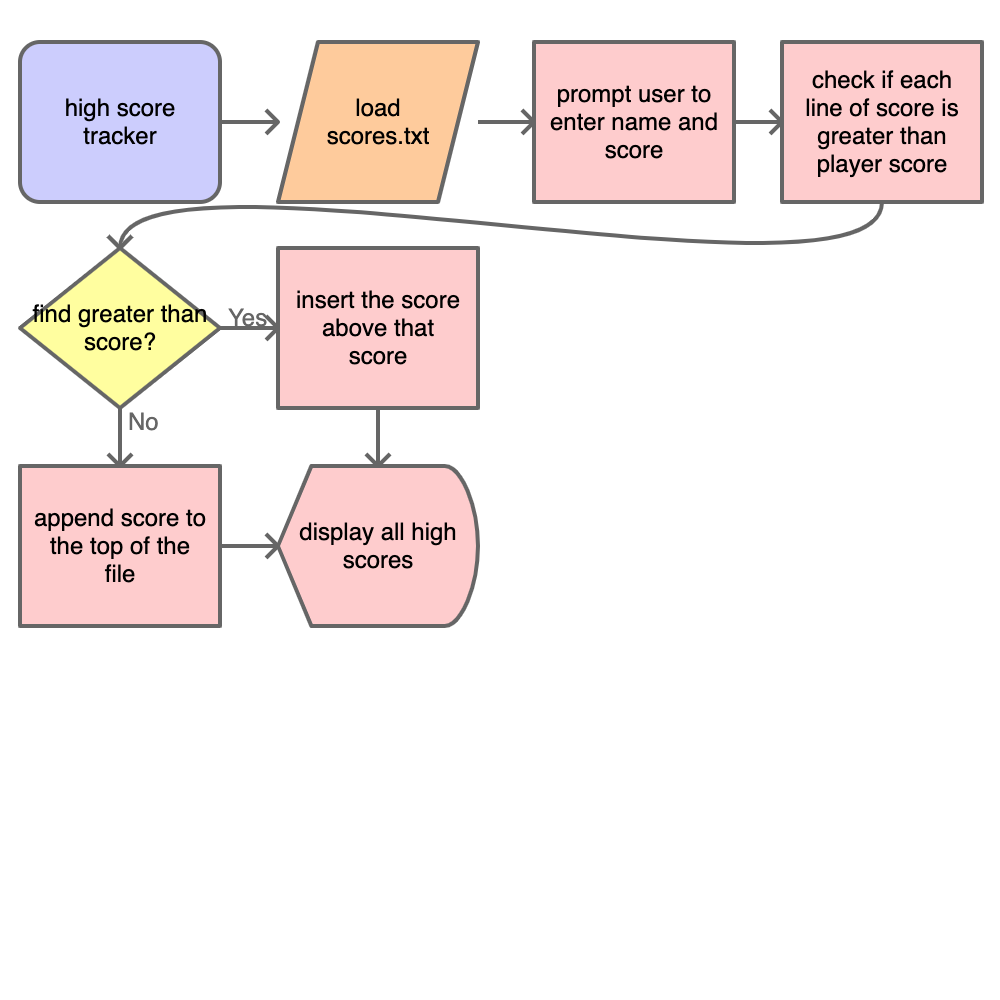 high score
tracker
load
scores.txt
prompt user to
enter name and
score
check if each
line of score is
greater than
player score
find greater than
score?
Yes
insert the score
above that
score
No
append score to
the top of the
file
display all high
scores